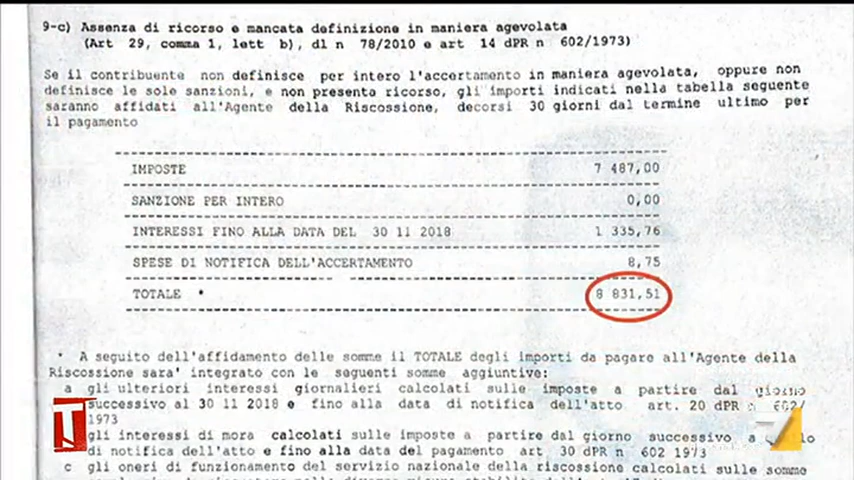 9-c) Assenza di ricorso e mancata definizione in maniera agevolata
(Art 29, comma 1, lett b), dl n 78/2010 e art 14 dPR n 602/1973)
Se il contribuente non definisce per intero l'accertamento in maniera agevolata, oppure non
definisce le sole sanzioni, e non presenta ricorso, gli importi indicati nella tabella seguente
saranno affidati all'Agente della Riscossione, decorsi 30 giorni dal termine ultimo per
il pagamento
IMPOSTE 7 487,00
SANZIONE PER INTERO 0,00
INTERESSI FINO ALLA DATA DEL 30 11 2018 1 335,76
SPESE DI NOTIFICA DELL'ACCERTAMENTO 8,75
TOTALE * 8 831,51
* A seguito dell'affidamento delle somme il TOTALE degli importi da pagare all'Agente della
Riscossione sara' integrato con le seguenti somme aggiuntive:
a gli ulteriori interessi giornalieri calcolati sulle imposte a partire dal giorno
successivo al 30 11 2018 e fino alla data di notifica dell'atto art. 20 dPR n 602/
1973
gli interessi di mora calcolati sulle imposte a partire dal giorno successivo a
di notifica dell'atto e fino alla data del pagamento art 30 dPR n 602 1973
c gli oneri di funzionamento del servizio nazionale della riscossione calcolati sulle somme